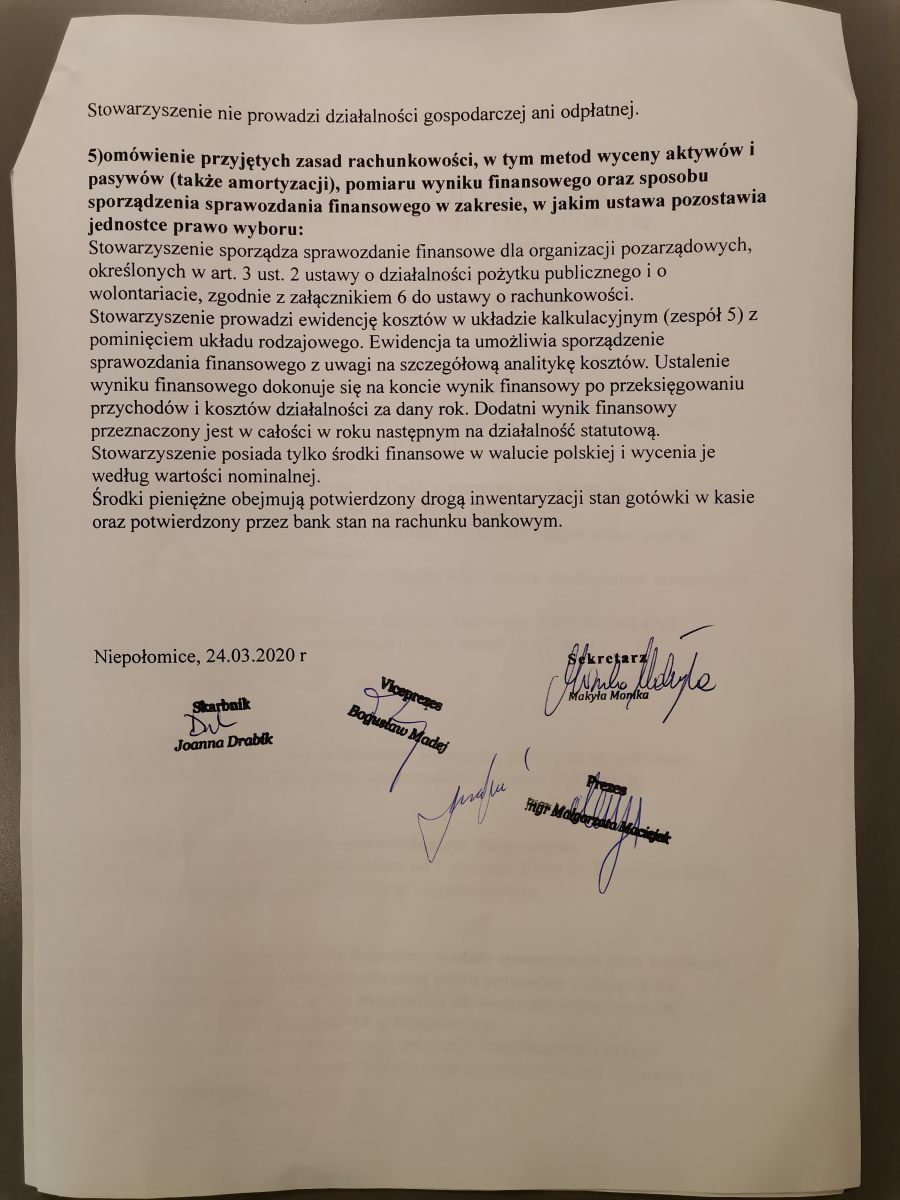 Stowarzyszenie nie prowadzi działalności gospodarczej ani odpłatnej.
5)omówienie przyjętych zasad rachunkowości, w tym metod wyceny aktywów i
pasywów (także amortyzacji), pomiaru wyniku finansowego oraz sposobu
sporządzenia sprawozdania finansowego w zakresie, w jakim ustawa pozostawia
jednostce prawo wyboru:
Stowarzyszenie sporządza sprawozdanie finansowe dla organizacji pozarządowych,
określonych w art. 3 ust. 2 ustawy o działalności pożytku publicznego i o
wolontariacie, zgodnie z załącznikiem 6 do ustawy o rachunkowości.
Stowarzyszenie prowadzi ewidencję kosztów w układzie kalkulacyjnym (zespół 5) z
pominięciem układu rodzajowego. Ewidencja ta umożliwia sporządzenie
sprawozdania finansowego z uwagi na szczegółową analitykę kosztów. Ustalenie
wyniku finansowego dokonuje się na koncie wynik finansowy po przeksięgowaniu
przychodów i kosztów działalności za dany rok. Dodatni wynik finansowy
przeznaczony jest w całości w roku następnym na działalność statutową.
Stowarzyszenie posiada tylko środki finansowe w walucie polskiej i wycenia je
według wartości nominalnej.
Środki pieniężne obejmują potwierdzony drogą inwentaryzacji stan gotówki w kasie
oraz potwierdzony przez bank stan na rachunku bankowym.
Niepołomice, 24.03.2020 r
Sekretarz
Makyła Monika
Skarbnik
Joanna Drabik
Viceprezes
Bogusław Madej
Prezes
mgr Małgorzata Maciejek